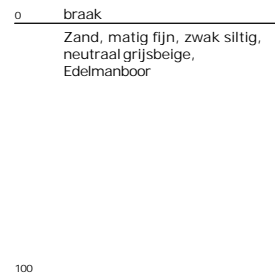 0 braak
Zand, matig fijn, zwak siltig,
neutraal grijsbeige,
Edelmanboor
100